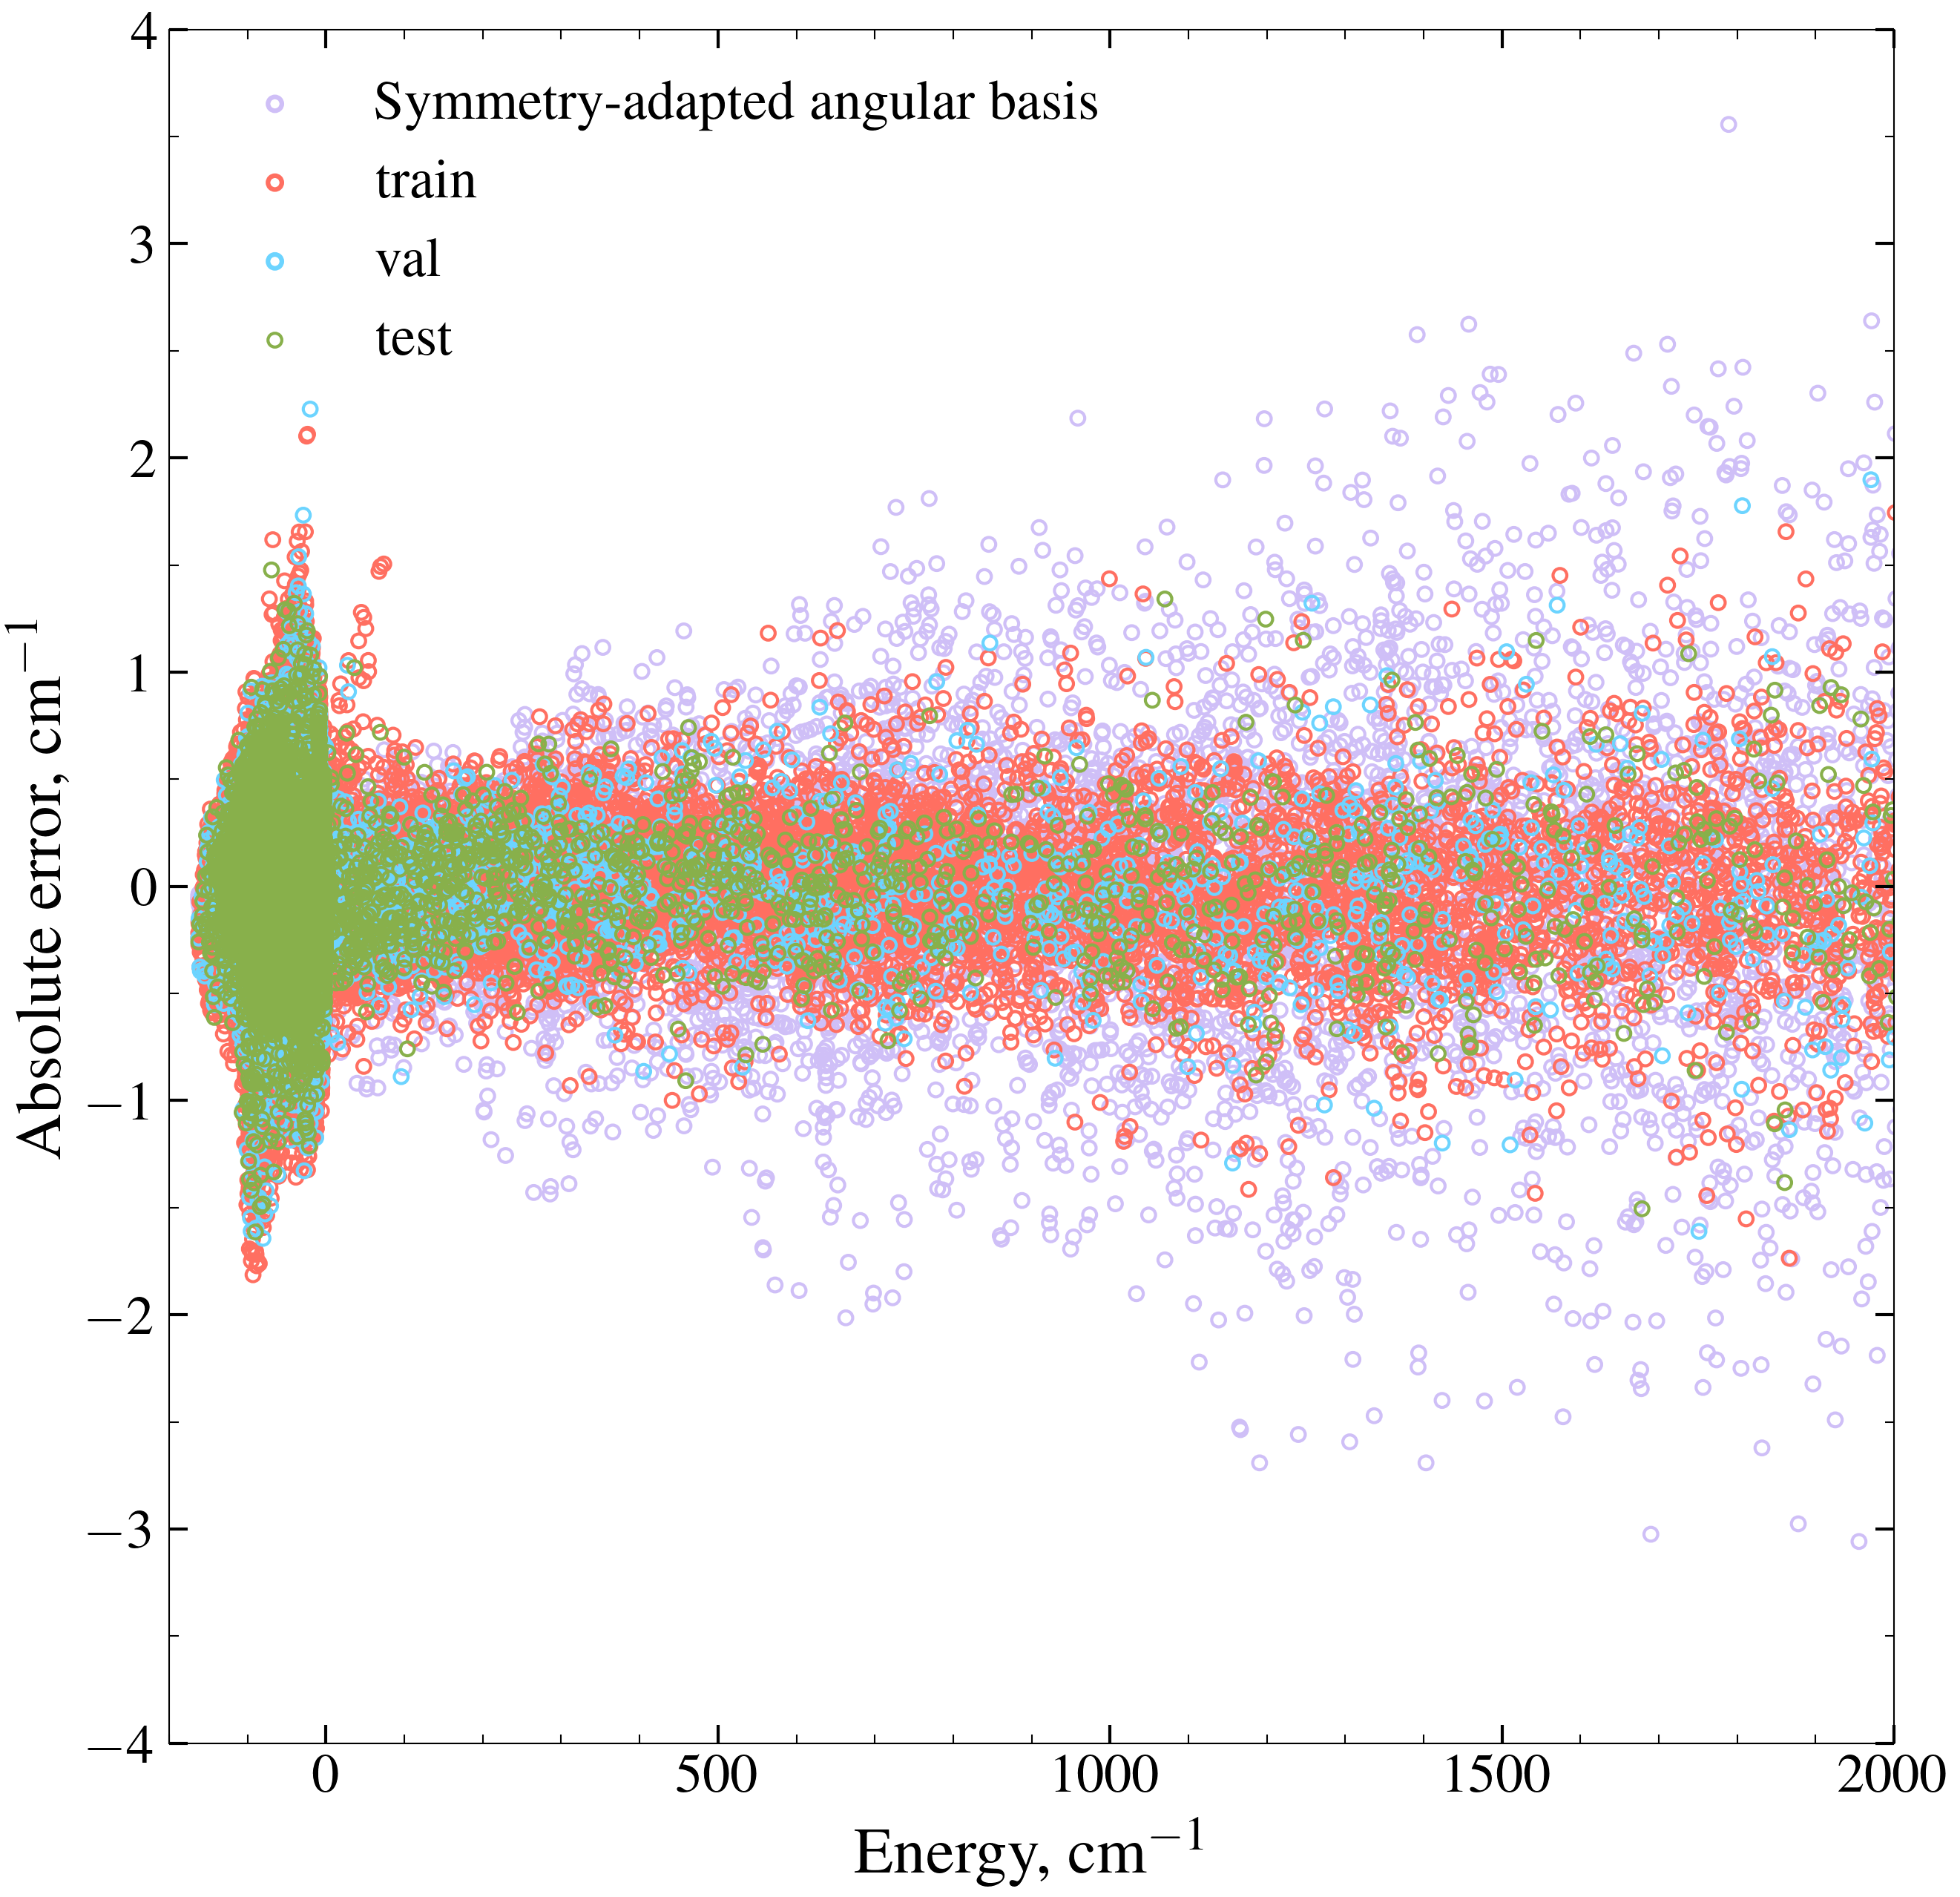 4
3
2
1
0
−1
−2
−3
−4
Absolute error, cm⁻¹
Symmetry-adapted angular basis
train
val
test
0 500 1000 1500 2000
Energy, cm⁻¹